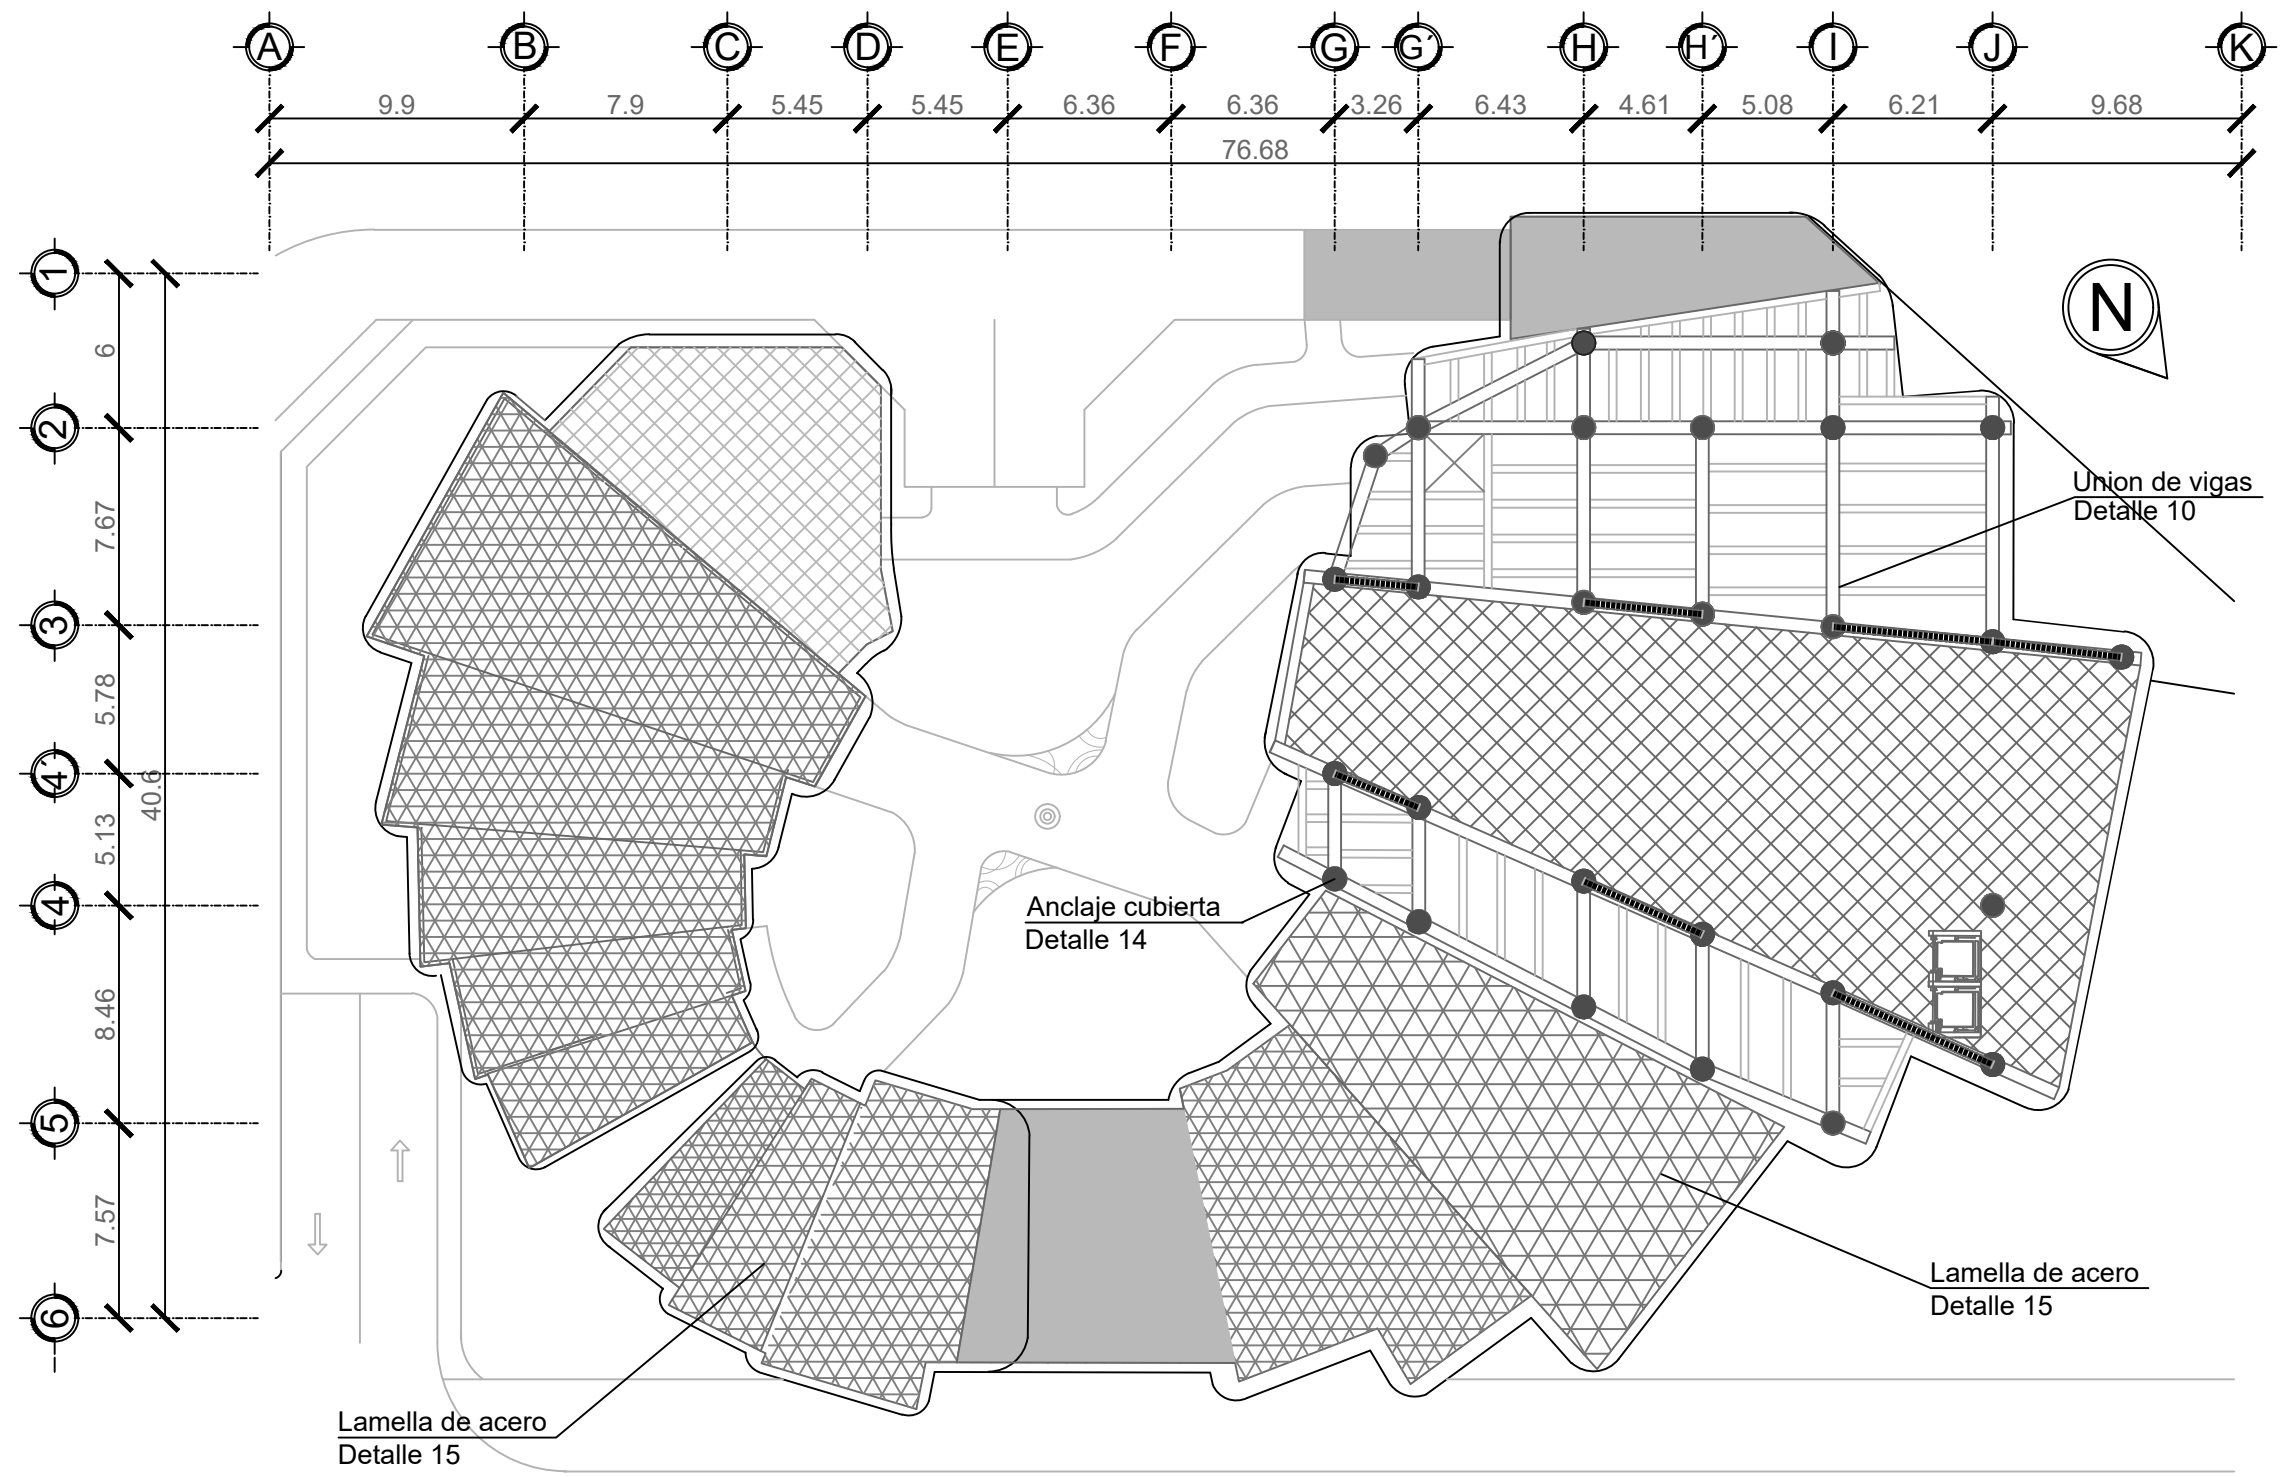 A B C D E F G G´ H H´ I J K
9.9 7.9 5.45 5.45 6.36 6.36 3.26 6.43 4.61 5.08 6.21 9.68
76.68
1
N
6
2
Union de vigas
Detalle 10
7.67
3
5.78
4´
40.6
5.13
4
Anclaje cubierta
Detalle 14
8.46
5
7.57
Lamella de acero
Detalle 15
6
Lamella de acero
Detalle 15